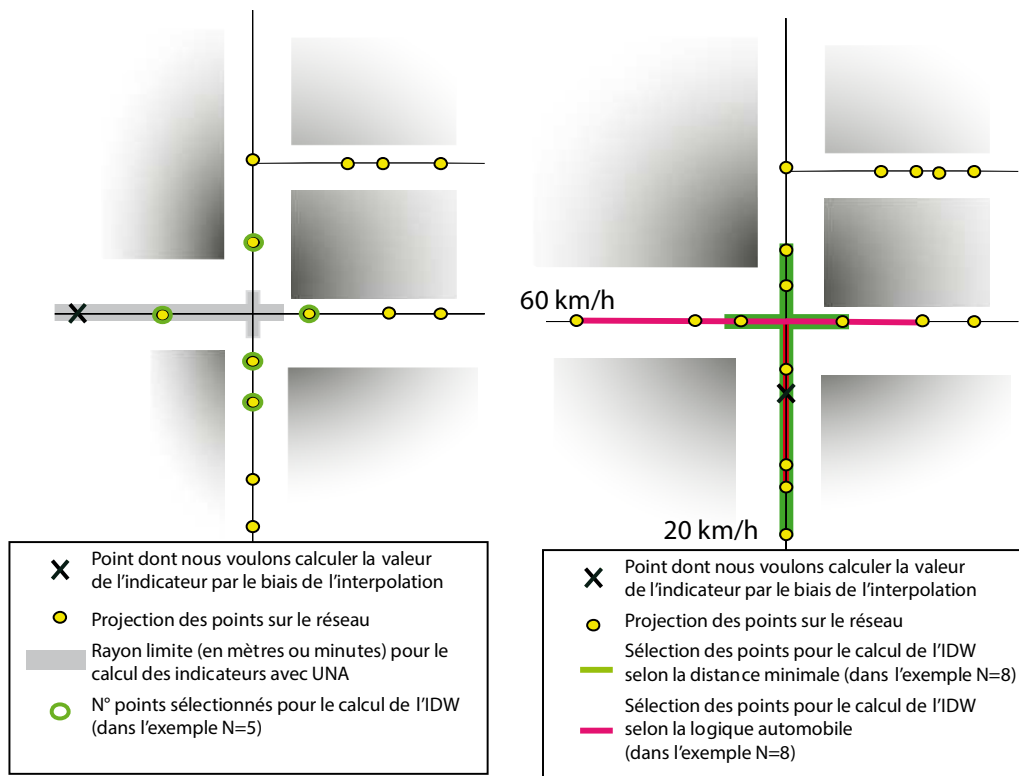 60 km/h
20 km/h
Point dont nous voulons calculer la valeur
de l'indicateur par le biais de l'interpolation
Projection des points sur le réseau
Rayon limite (en mètres ou minutes) pour le
calcul des indicateurs avec UNA
N° points sélectionnés pour le calcul de l'IDW
(dans l'exemple N=5)
Point dont nous voulons calculer la valeur
de l'indicateur par le biais de l'interpolation
Projection des points sur le réseau
Sélection des points pour le calcul de l'IDW
selon la distance minimale (dans l'exemple N=8)
Sélection des points pour le calcul de l'IDW
selon la logique automobile
(dans l'exemple N=8)